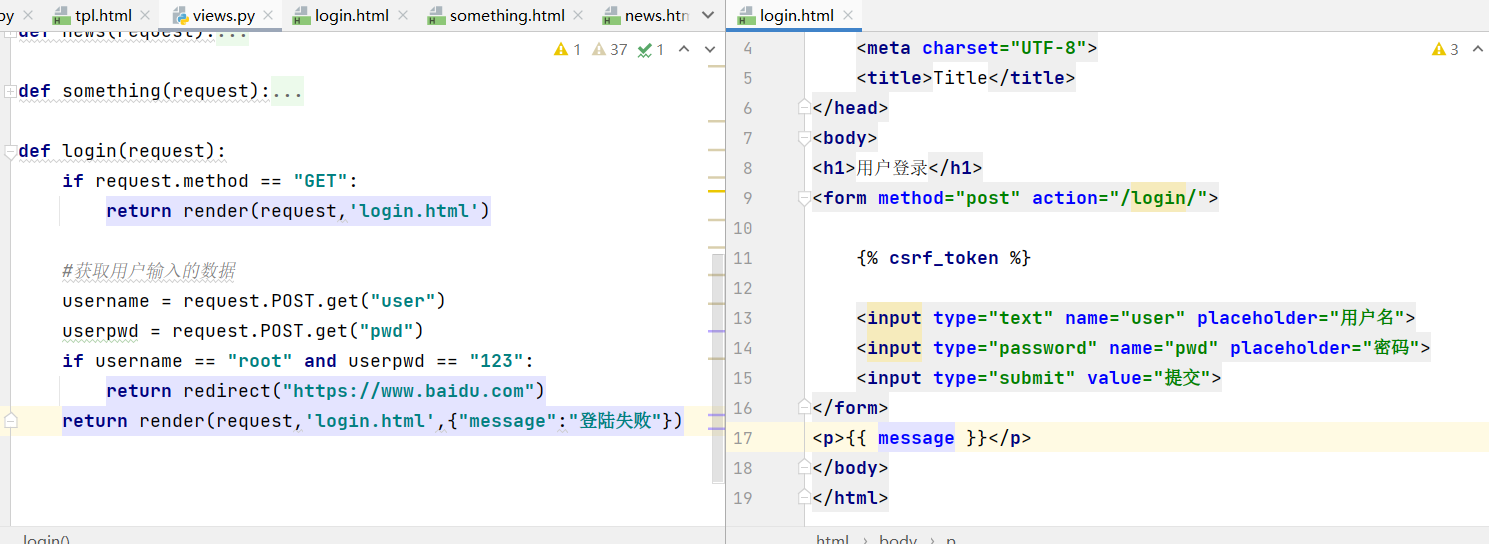 py
tpl.html
views.py
login.html
something.html
news.htm
login.html
def news(request):...
1 37 1
def something(request):...
def login(request):
if request.method == "GET":
return render(request,'login.html')
#获取用户输入的数据
username = request.POST.get("user")
userpwd = request.POST.get("pwd")
if username == "root" and userpwd == "123":
return redirect("https://www.baidu.com")
return render(request,'login.html',{"message":"登陆失败"})
login()
3
4 <meta charset="UTF-8">
5 <title>Title</title>
6 </head>
7 <body>
8 <h1>用户登录</h1>
9 <form method="post" action="/login/">
10
11 {% csrf_token %}
12
13 <input type="text" name="user" placeholder="用户名">
14 <input type="password" name="pwd" placeholder="密码">
15 <input type="submit" value="提交">
16 </form>
17 <p>{{ message }}</p>
18 </body>
19 </html>
html › body › p